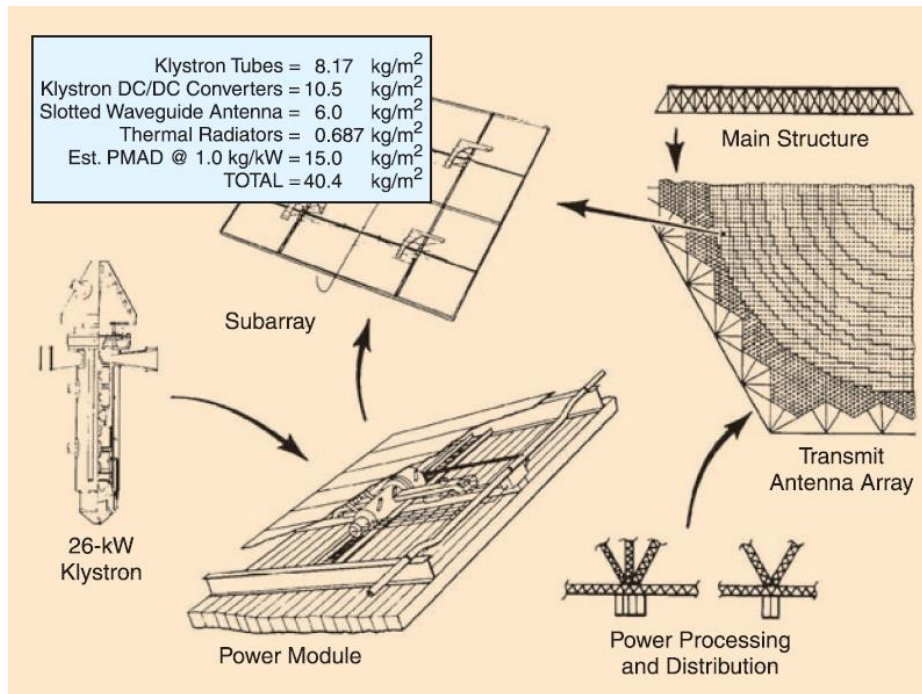 Klystron Tubes = 8.17 kg/m²
Klystron DC/DC Converters = 10.5 kg/m²
Slotted Waveguide Antenna = 6.0 kg/m²
Thermal Radiators = 0.687 kg/m²
Est. PMAD @ 1.0 kg/kW = 15.0 kg/m²
TOTAL = 40.4 kg/m²
Main Structure
Subarray
Transmit
Antenna Array
26-kW
Klystron
Power Module
Power Processing
and Distribution